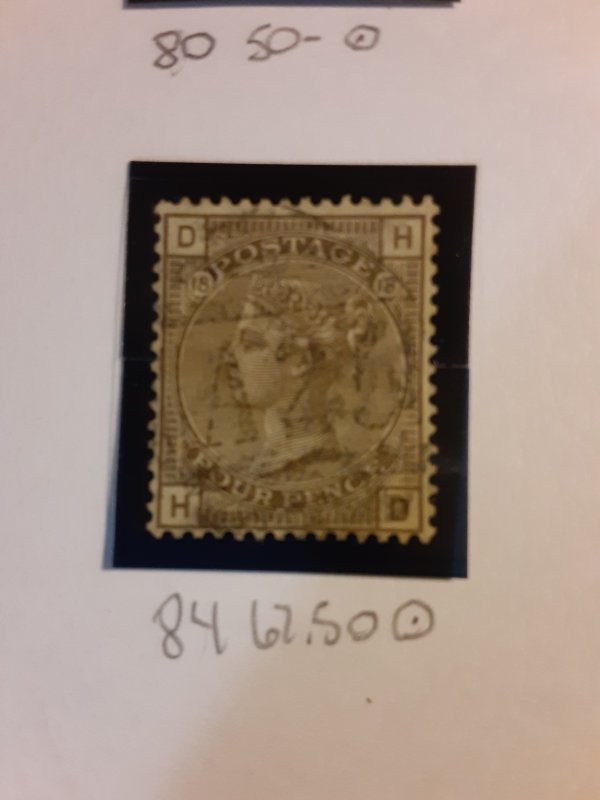 80 50- ⊙
D H
POSTAGE
18 18
FOUR PENCE
H D
84 62.50 ⊙